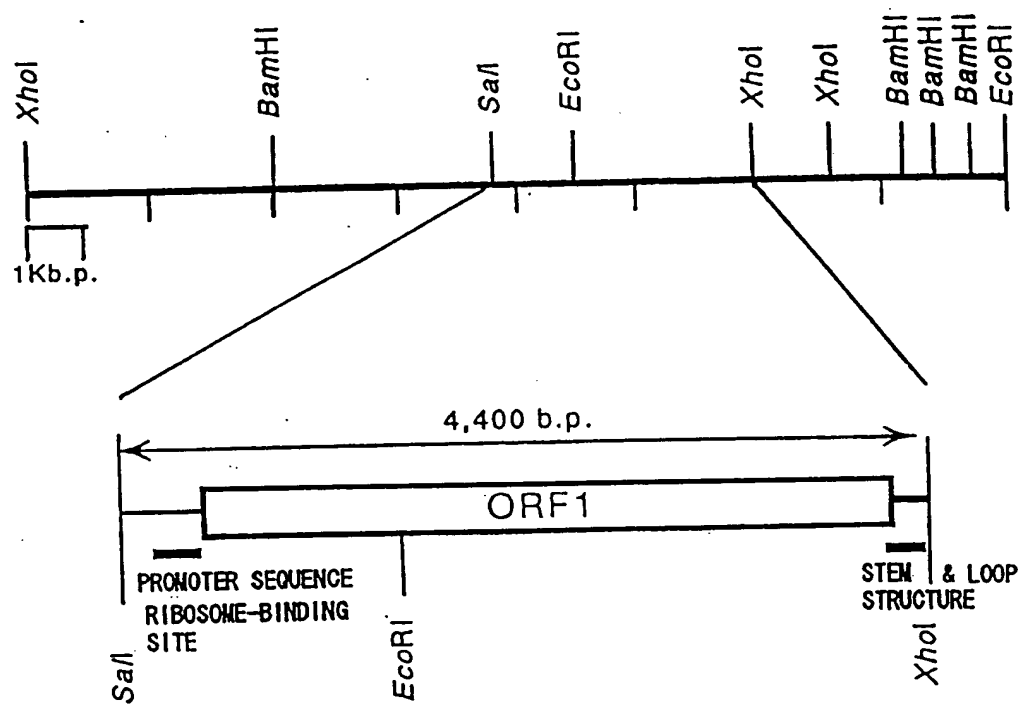 XhoI
BamHI
SalI
EcoRI
XhoI
XhoI
BamHI
BamHI
BamHI
EcoRI
1Kb.p.
4,400 b.p.
ORF1
PROMOTER SEQUENCE
RIBOSOME-BINDING
SITE
STEM & LOOP
STRUCTURE
SalI
EcoRI
XhoI